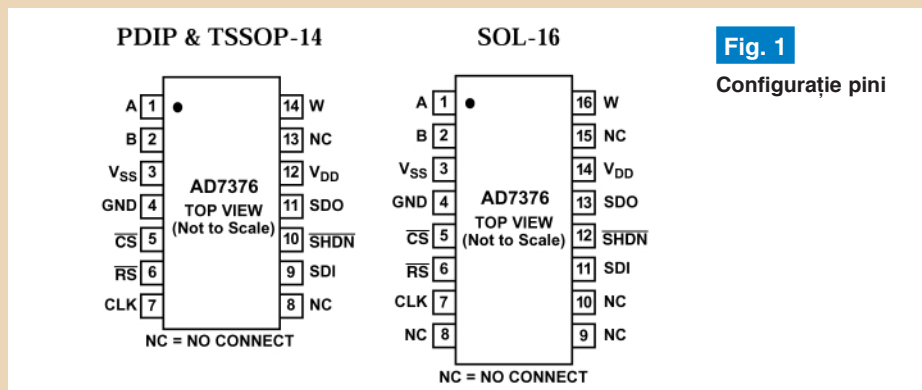 PDIP & TSSOP-14
A 1
B 2
VSS 3
GND 4
CS 5
RS 6
CLK 7
14 W
13 NC
12 VDD
11 SDO
10 SHDN
9 SDI
8 NC
AD7376
TOP VIEW
(Not to Scale)
NC = NO CONNECT
SOL-16
A 1
B 2
VSS 3
GND 4
CS 5
RS 6
CLK 7
NC 8
16 W
15 NC
14 VDD
13 SDO
12 SHDN
11 SDI
10 NC
9 NC
AD7376
TOP VIEW
(Not to Scale)
NC = NO CONNECT
Fig. 1
Configurație pini